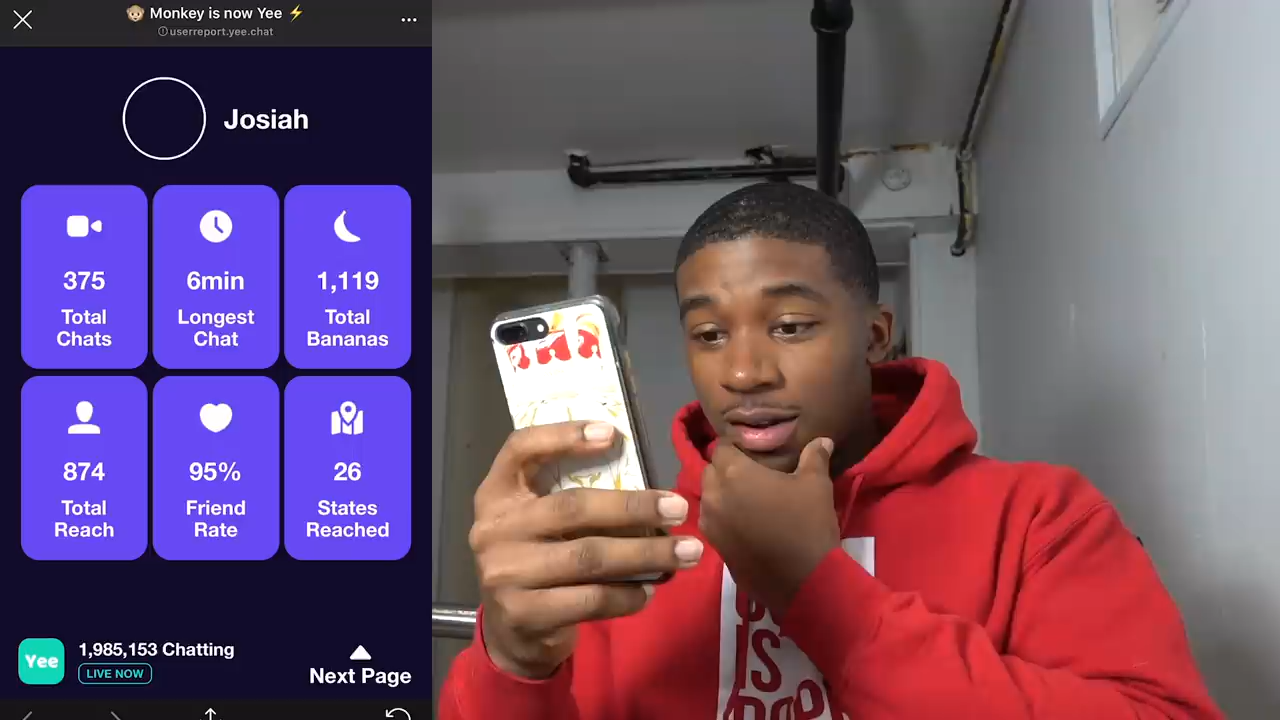 🐵 Monkey is now Yee ⚡
userreport.yee.chat
Josiah
375
Total
Chats
6min
Longest
Chat
1,119
Total
Bananas
874
Total
Reach
95%
Friend
Rate
26
States
Reached
Yee
1,985,153 Chatting
LIVE NOW
Next Page
IS